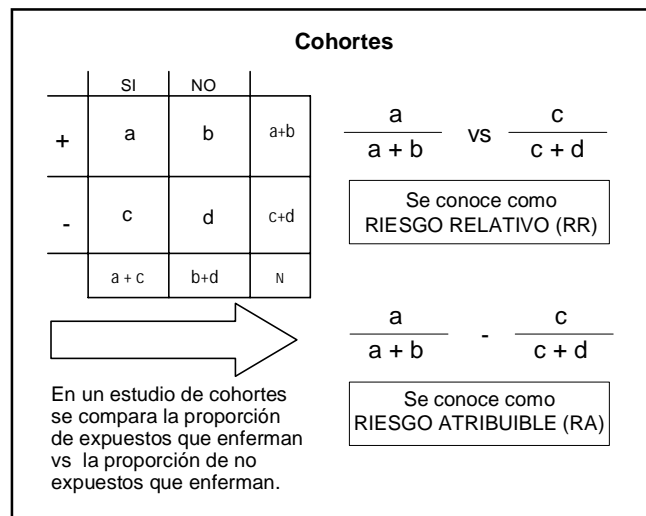 Cohortes
SI NO
+ a b a+b
- c d c+d
a + c b+d N
a vs c
a + b c + d
Se conoce como
RIESGO RELATIVO (RR)
a - c
a + b c + d
Se conoce como
RIESGO ATRIBUIBLE (RA)
En un estudio de cohortes
se compara la proporción
de expuestos que enferman
vs la proporción de no
expuestos que enferman.